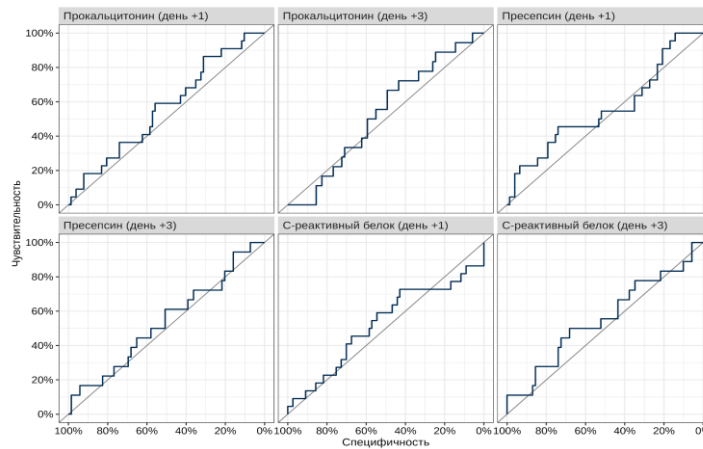 Прокальцитонин (день +1)
Прокальцитонин (день +3)
Пресепсин (день +1)
100%
80%
60%
40%
20%
0%
Чувствительность
Пресепсин (день +3)
С-реактивный белок (день +1)
С-реактивный белок (день +3)
100%
80%
60%
40%
20%
0%
100% 80% 60% 40% 20% 0%
100% 80% 60% 40% 20% 0%
100% 80% 60% 40% 20% 0%
Специфичность